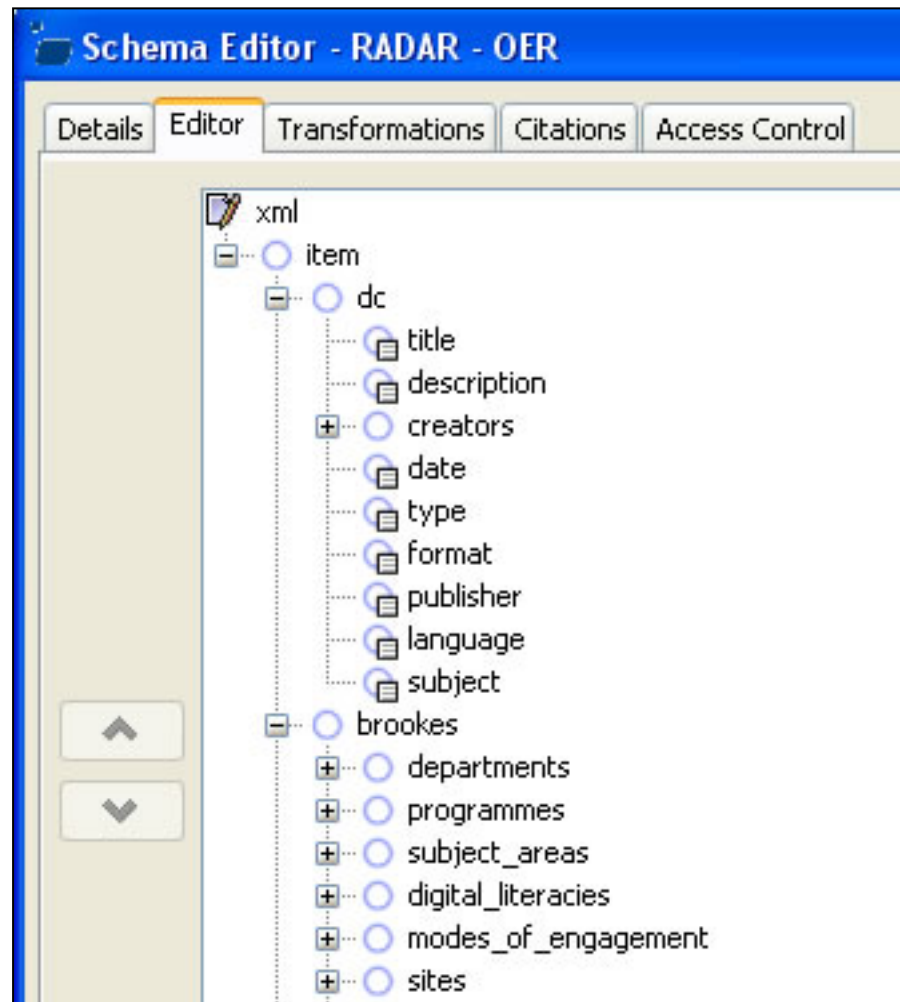 Schema Editor - RADAR - OER
Details Editor Transformations Citations Access Control
xml
item
dc
title
description
creators
date
type
format
publisher
language
subject
brookes
departments
programmes
subject_areas
digital_literacies
modes_of_engagement
sites